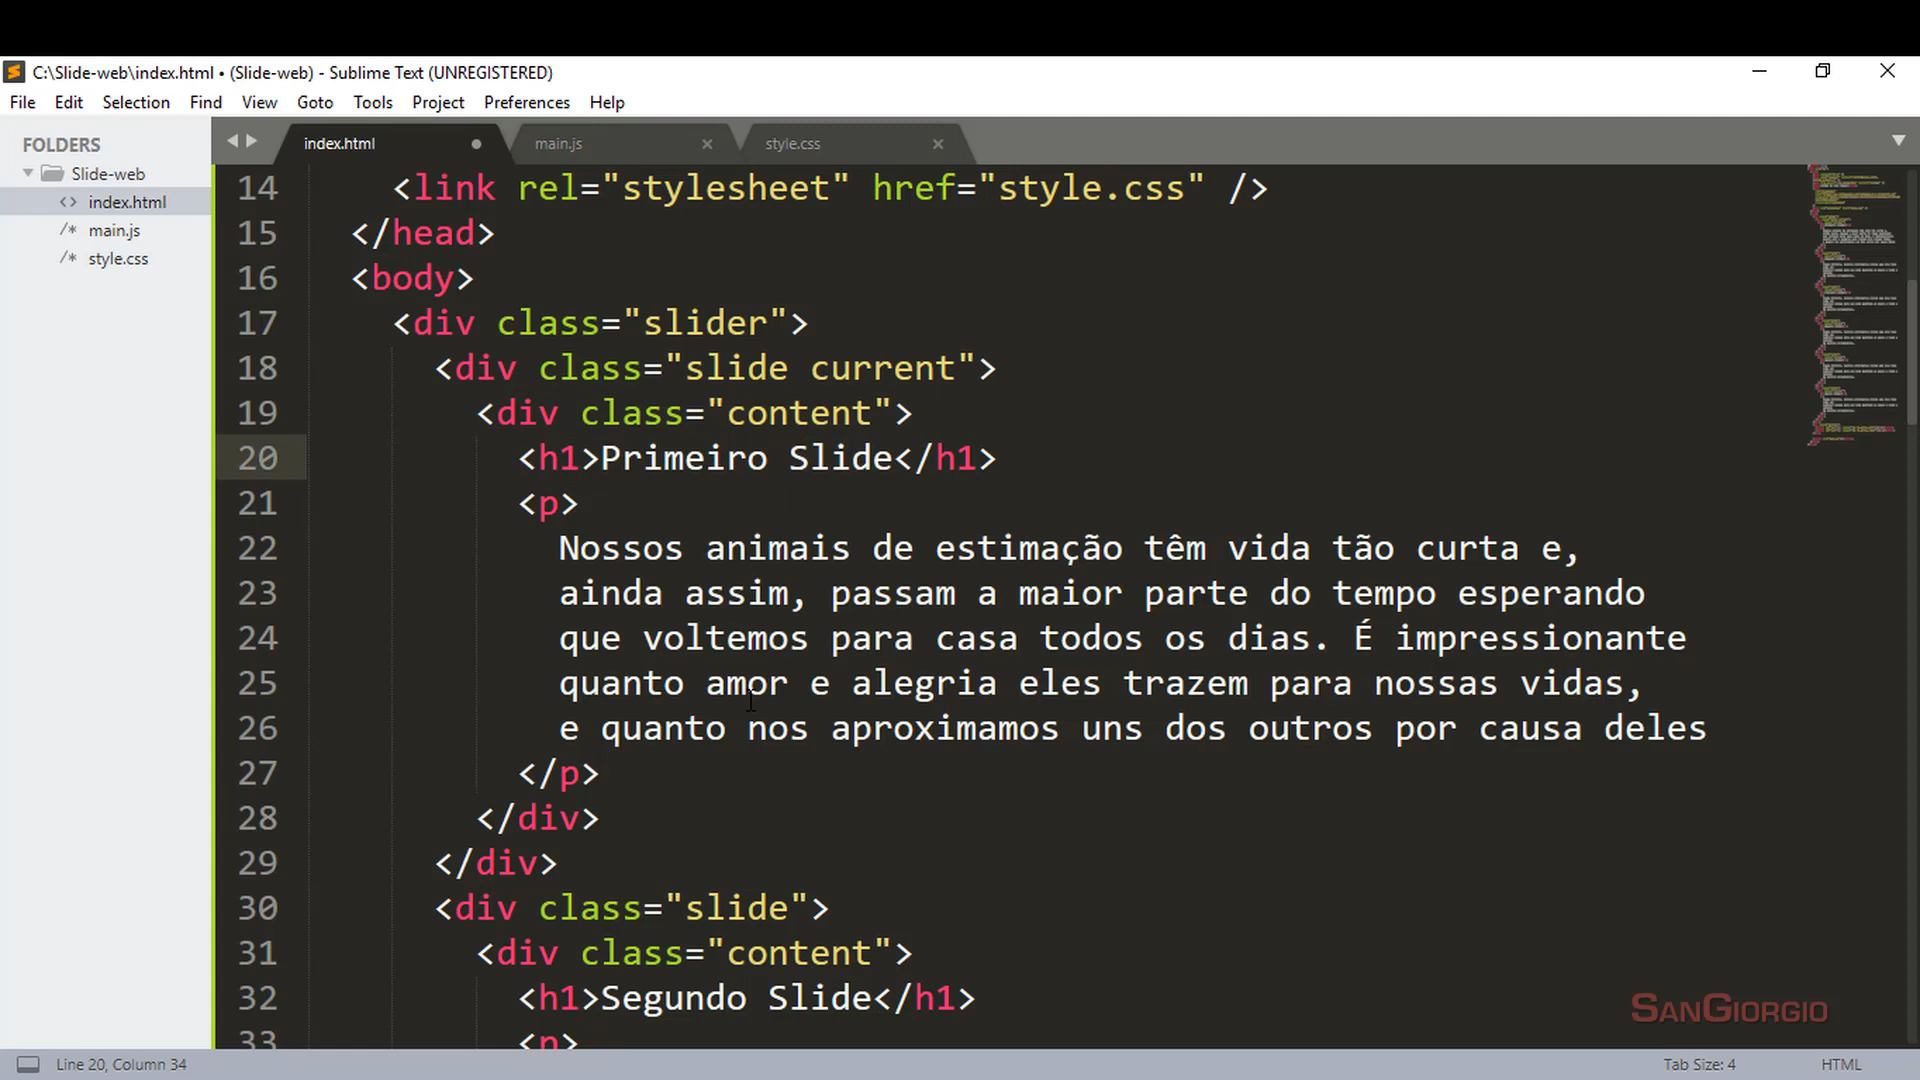 C:\Slide-web\index.html • (Slide-web) - Sublime Text (UNREGISTERED)
File Edit Selection Find View Goto Tools Project Preferences Help
FOLDERS
Slide-web
<> index.html
/* main.js
/* style.css
index.html
main.js ×
style.css ×
14 <link rel="stylesheet" href="style.css" />
15 </head>
16 <body>
17 <div class="slider">
18 <div class="slide current">
19 <div class="content">
20 <h1>Primeiro Slide</h1>
21 <p>
22 Nossos animais de estimação têm vida tão curta e,
23 ainda assim, passam a maior parte do tempo esperando
24 que voltemos para casa todos os dias. É impressionante
25 quanto amor e alegria eles trazem para nossas vidas,
26 e quanto nos aproximamos uns dos outros por causa deles
27 </p>
28 </div>
29 </div>
30 <div class="slide">
31 <div class="content">
32 <h1>Segundo Slide</h1>
33 <p>
SANGIORGIO
Line 20, Column 34
Tab Size: 4
HTML